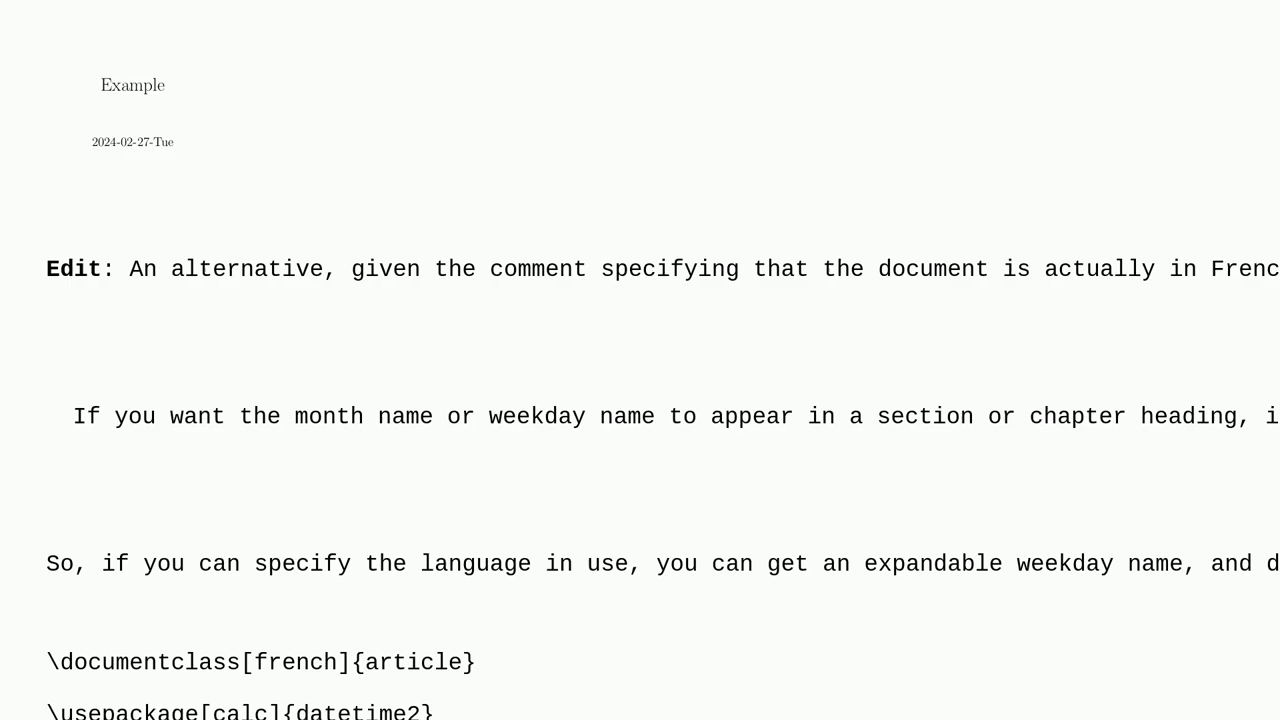 Example
2024-02-27-Tue
Edit: An alternative, given the comment specifying that the document is actually in Frenc
If you want the month name or weekday name to appear in a section or chapter heading, i
So, if you can specify the language in use, you can get an expandable weekday name, and d
\documentclass[french]{article}
\usepackage[calc]{datetime2}